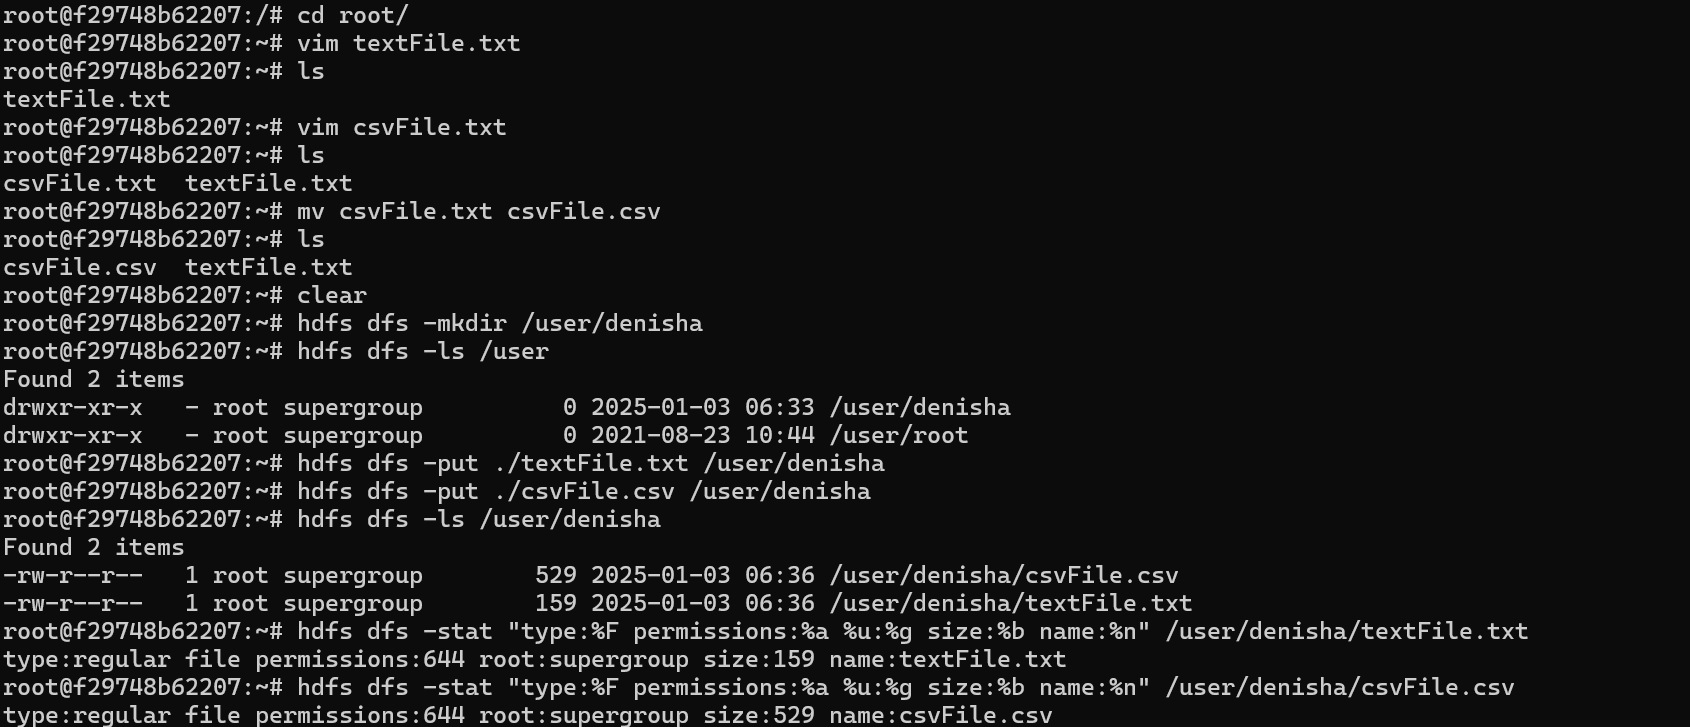 root@f29748b62207:/# cd root/
root@f29748b62207:~# vim textFile.txt
root@f29748b62207:~# ls
textFile.txt
root@f29748b62207:~# vim csvFile.txt
root@f29748b62207:~# ls
csvFile.txt  textFile.txt
root@f29748b62207:~# mv csvFile.txt csvFile.csv
root@f29748b62207:~# ls
csvFile.csv  textFile.txt
root@f29748b62207:~# clear
root@f29748b62207:~# hdfs dfs -mkdir /user/denisha
root@f29748b62207:~# hdfs dfs -ls /user
Found 2 items
drwxr-xr-x   - root supergroup          0 2025-01-03 06:33 /user/denisha
drwxr-xr-x   - root supergroup          0 2021-08-23 10:44 /user/root
root@f29748b62207:~# hdfs dfs -put ./textFile.txt /user/denisha
root@f29748b62207:~# hdfs dfs -put ./csvFile.csv /user/denisha
root@f29748b62207:~# hdfs dfs -ls /user/denisha
Found 2 items
-rw-r--r--   1 root supergroup        529 2025-01-03 06:36 /user/denisha/csvFile.csv
-rw-r--r--   1 root supergroup        159 2025-01-03 06:36 /user/denisha/textFile.txt
root@f29748b62207:~# hdfs dfs -stat "type:%F permissions:%a %u:%g size:%b name:%n" /user/denisha/textFile.txt
type:regular file permissions:644 root:supergroup size:159 name:textFile.txt
root@f29748b62207:~# hdfs dfs -stat "type:%F permissions:%a %u:%g size:%b name:%n" /user/denisha/csvFile.csv
type:regular file permissions:644 root:supergroup size:529 name:csvFile.csv